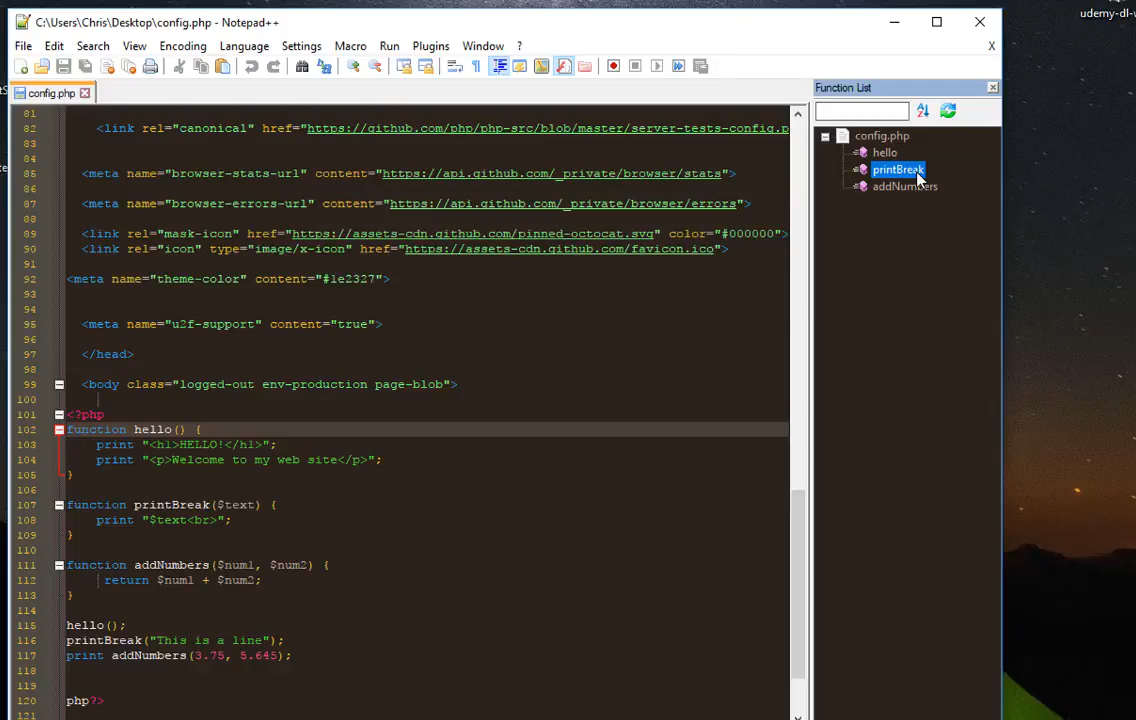 C:\Users\Chris\Desktop\config.php - Notepad++
udemy-dl-
File Edit Search View Encoding Language Settings Macro Run Plugins Window ? X
config.php
Function List
config.php
hello
printBreak
addNumbers
81
82 <link rel="canonical" href="https://github.com/php/php-src/blob/master/server-tests-config.p
83
84
85 <meta name="browser-stats-url" content="https://api.github.com/_private/browser/stats">
86
87 <meta name="browser-errors-url" content="https://api.github.com/_private/browser/errors">
88
89 <link rel="mask-icon" href="https://assets-cdn.github.com/pinned-octocat.svg" color="#000000">
90 <link rel="icon" type="image/x-icon" href="https://assets-cdn.github.com/favicon.ico">
91
92 <meta name="theme-color" content="#1e2327">
93
94
95 <meta name="u2f-support" content="true">
96
97 </head>
98
99 <body class="logged-out env-production page-blob">
100
101 <?php
102 function hello() {
103 print "<h1>HELLO!</h1>";
104 print "<p>Welcome to my web site</p>";
105 }
106
107 function printBreak($text) {
108 print "$text<br>";
109 }
110
111 function addNumbers($num1, $num2) {
112 return $num1 + $num2;
113 }
114
115 hello();
116 printBreak("This is a line");
117 print addNumbers(3.75, 5.645);
118
119
120 php?>
121